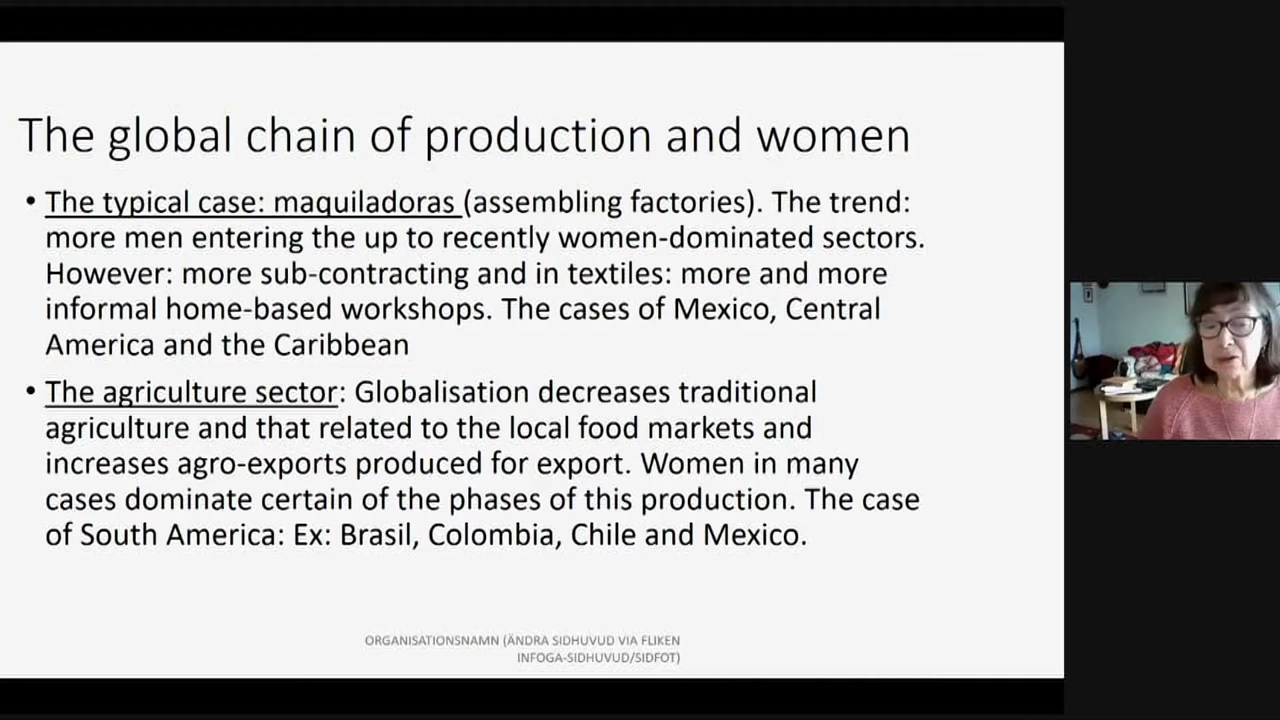 The global chain of production and women
• The typical case: maquiladoras (assembling factories). The trend:
more men entering the up to recently women-dominated sectors.
However: more sub-contracting and in textiles: more and more
informal home-based workshops. The cases of Mexico, Central
America and the Caribbean
• The agriculture sector: Globalisation decreases traditional
agriculture and that related to the local food markets and
increases agro-exports produced for export. Women in many
cases dominate certain of the phases of this production. The case
of South America: Ex: Brasil, Colombia, Chile and Mexico.
ORGANISATIONSNAMN (ÄNDRA SIDHUVUD VIA FLIKEN
INFOGA-SIDHUVUD/SIDFOT)